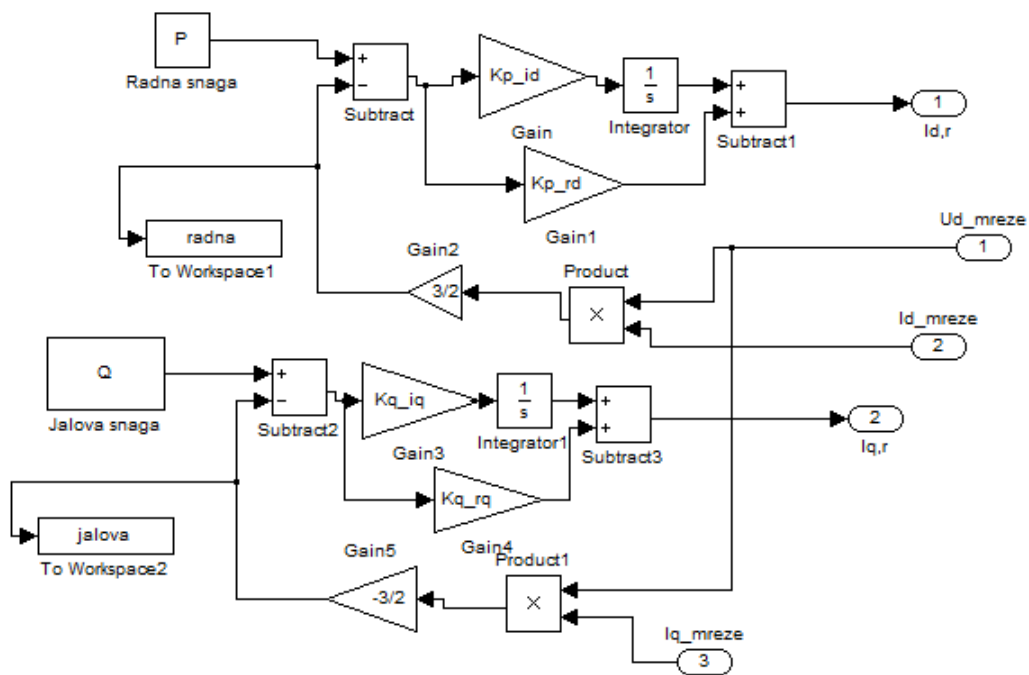 P
Radna snaga
+
−
Subtract
Kp_id
Gain
1
s
Integrator
+
+
Subtract1
1
Id,r
Kp_rd
Gain1
radna
To Workspace1
Gain2
3/2
Product
×
Ud_mreze
1
Id_mreze
2
Q
Jalova snaga
+
−
Subtract2
Kq_iq
Gain3
1
s
Integrator1
+
+
Subtract3
2
Iq,r
Kq_rq
Gain4
jalova
To Workspace2
Gain5
-3/2
Product1
×
Iq_mreze
3